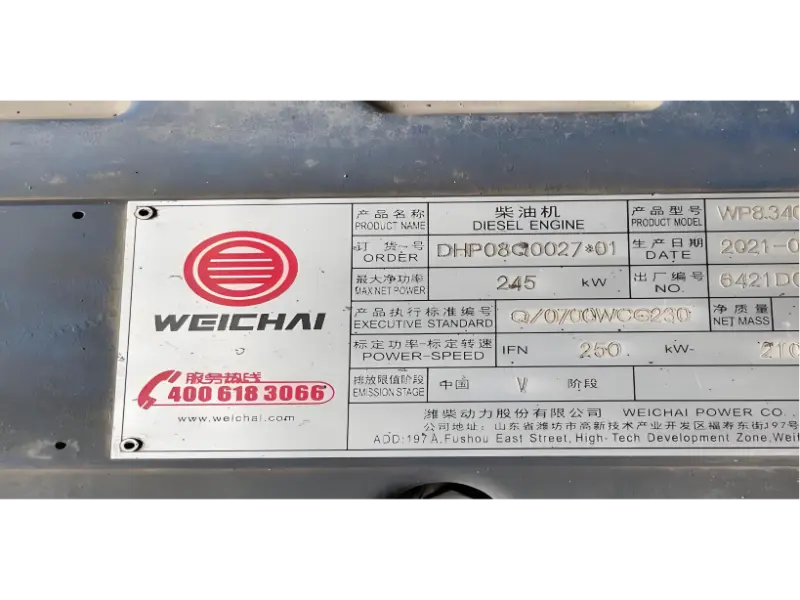 WEICHAI
服务热线
400 618 3066
www.weichai.com
产品名称 柴油机 产品型号 WP8.340
PRODUCT NAME DIESEL ENGINE PRODUCT MODEL
订货号 DHP08Q0027*01 生产日期 2021-0
ORDER DATE
最大净功率 245 kW 出厂编号 6421D0
MAX NET POWER NO.
产品执行标准编号 Q/0700WCG230 净质量
EXECUTIVE STANDARD NET MASS
标定功率-标定转速 IFN 250 kW- 210
POWER-SPEED
排放限值阶段 中国 V 阶段
EMISSION STAGE
潍柴动力股份有限公司 WEICHAI POWER CO.,
公司地址：山东省潍坊市高新技术产业开发区福寿东街197号
ADD:197A,Fushou East Street, High-Tech Development Zone,Weif